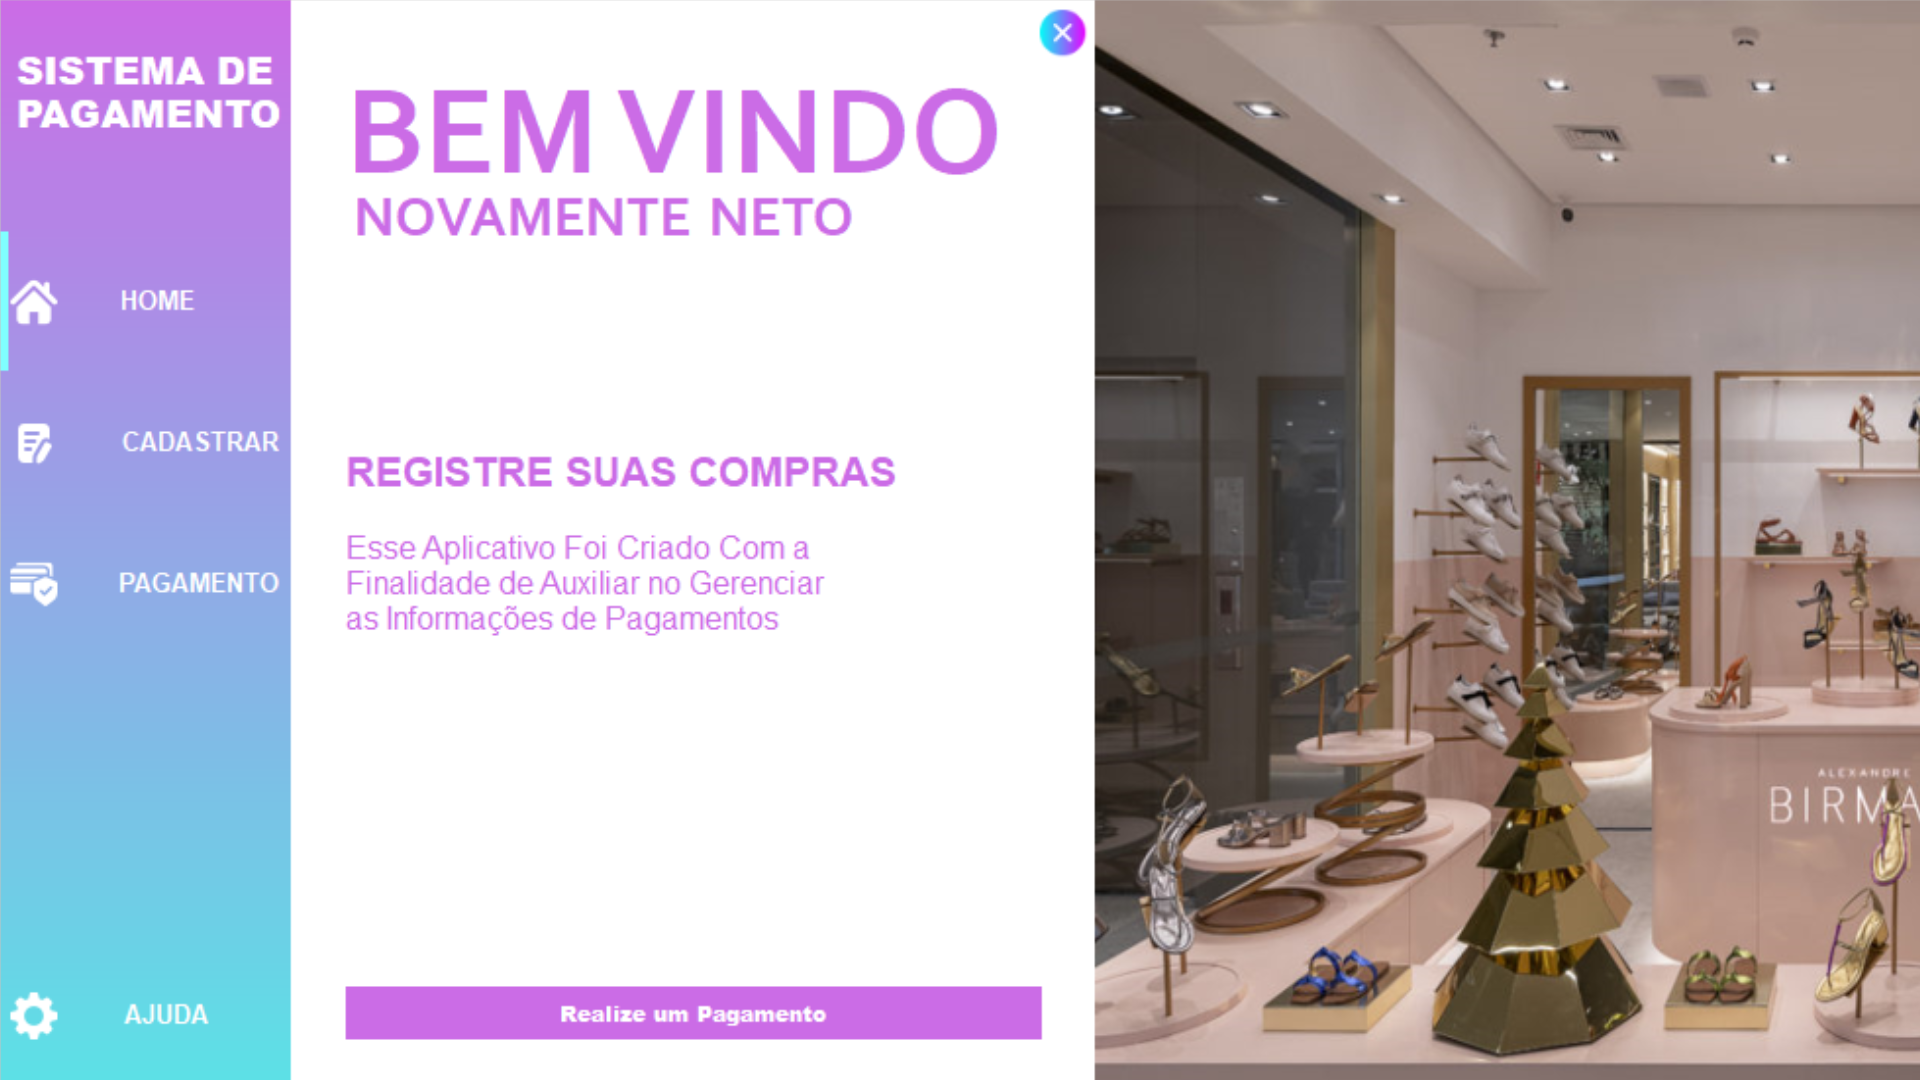 SISTEMA DE
PAGAMENTO
HOME
CADASTRAR
PAGAMENTO
AJUDA
BEM VINDO
NOVAMENTE NETO
REGISTRE SUAS COMPRAS
Esse Aplicativo Foi Criado Com a
Finalidade de Auxiliar no Gerenciar
as Informações de Pagamentos
Realize um Pagamento
ALEXANDRE
BIRMA